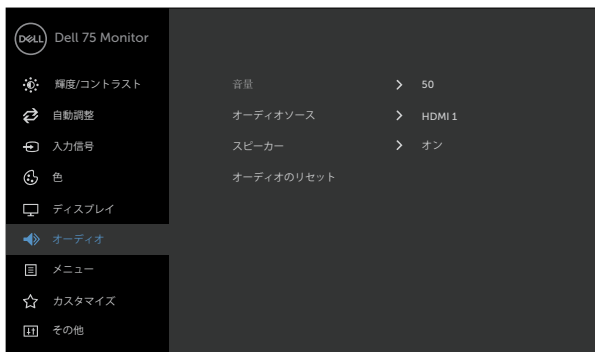 DELL Dell 75 Monitor
輝度/コントラスト
自動調整
入力信号
色
ディスプレイ
オーディオ
メニュー
カスタマイズ
その他
音量 50
オーディオソース HDMI 1
スピーカー オン
オーディオのリセット